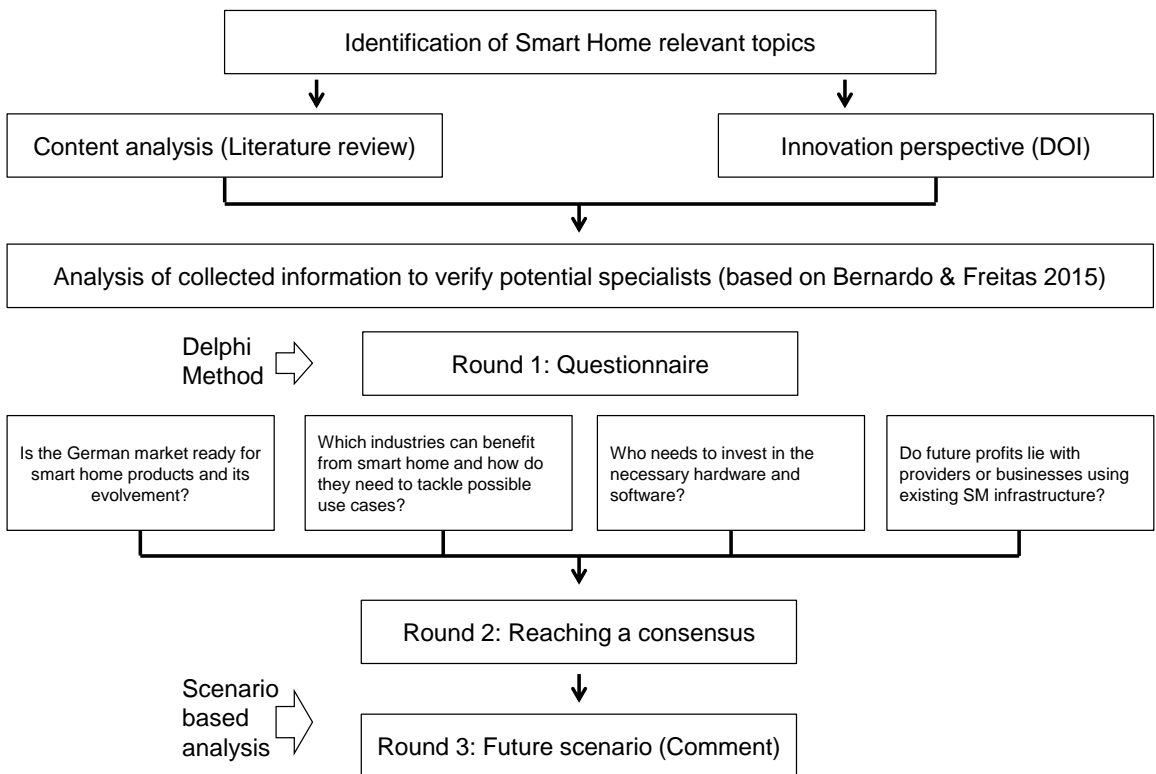 Identification of Smart Home relevant topics
Content analysis (Literature review)
Innovation perspective (DOI)
Analysis of collected information to verify potential specialists (based on Bernardo & Freitas 2015)
Delphi
Method
Round 1: Questionnaire
Is the German market ready for
smart home products and its
evolvement?
Which industries can benefit
from smart home and how do
they need to tackle possible
use cases?
Who needs to invest in the
necessary hardware and
software?
Do future profits lie with
providers or businesses using
existing SM infrastructure?
Round 2: Reaching a consensus
Scenario
based
analysis
Round 3: Future scenario (Comment)